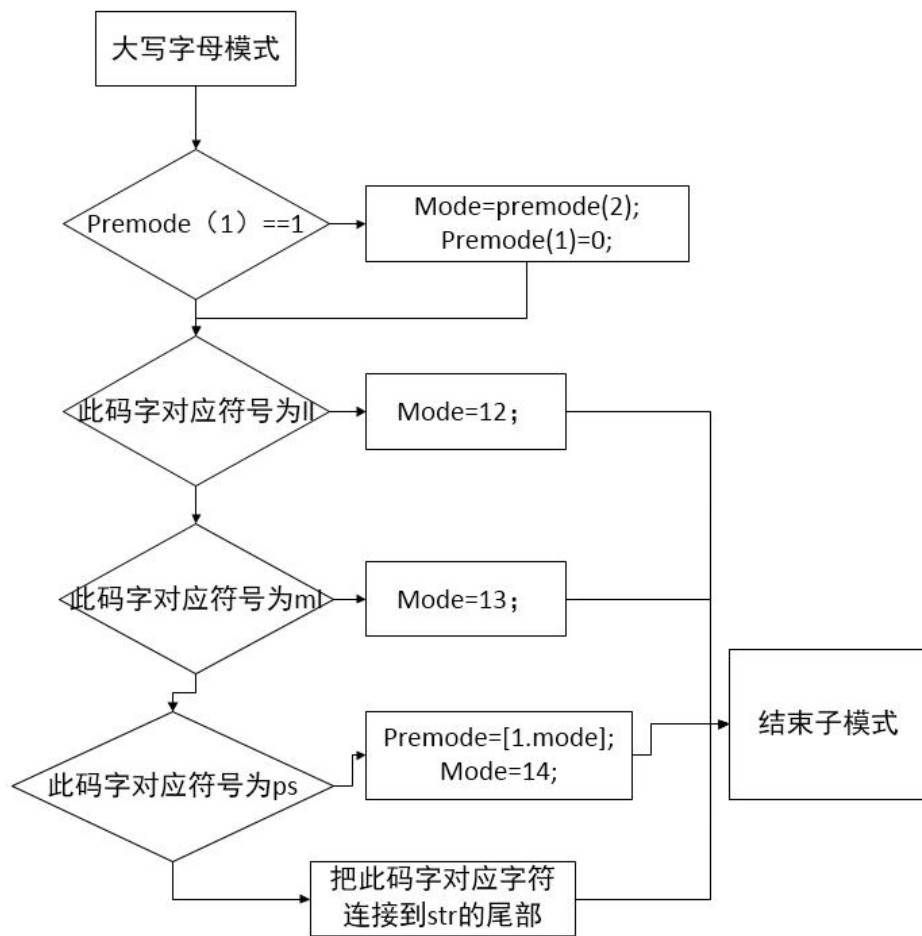 大写字母模式
Premode（1）==1
Mode=premode(2);
Premode(1)=0;
此码字对应符号为ll
Mode=12；
此码字对应符号为ml
Mode=13；
此码字对应符号为ps
Premode=[1.mode];
Mode=14;
结束子模式
把此码字对应字符
连接到str的尾部